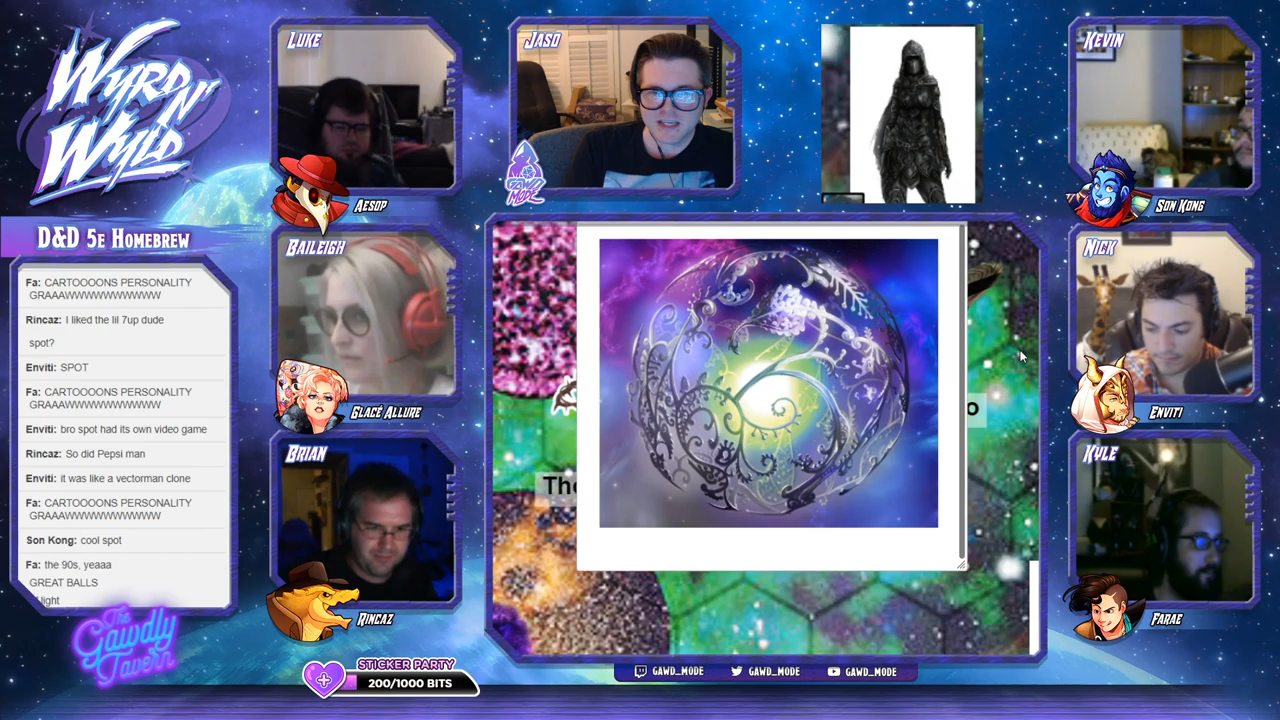 WYRD
N'
WYLD
LUKE
AESOP
JASO
GAWD
MODE
KEVIN
SON KONG
D&D 5E HOMEBREW
Fa: CARTOOOONS PERSONALITY
GRAAAWWWWWWWWWW
Rincaz: I liked the lil 7up dude
spot?
Enviti: SPOT
Fa: CARTOOOONS PERSONALITY
GRAAAWWWWWWWWWW
Enviti: bro spot had its own video game
Rincaz: So did Pepsi man
Enviti: it was like a vectorman clone
Fa: CARTOOOONS PERSONALITY
GRAAAWWWWWWWWWW
Son Kong: cool spot
Fa: the 90s, yeaaa
GREAT BALLS
light
The
Gawdly
Tavern
BAILEIGH
GLACÉ ALLURE
BRIAN
RINCAZ
The
o
NICK
ENVITI
KYLE
FARAE
STICKER PARTY
200/1000 BITS
GAWD_MODE
GAWD_MODE
GAWD_MODE